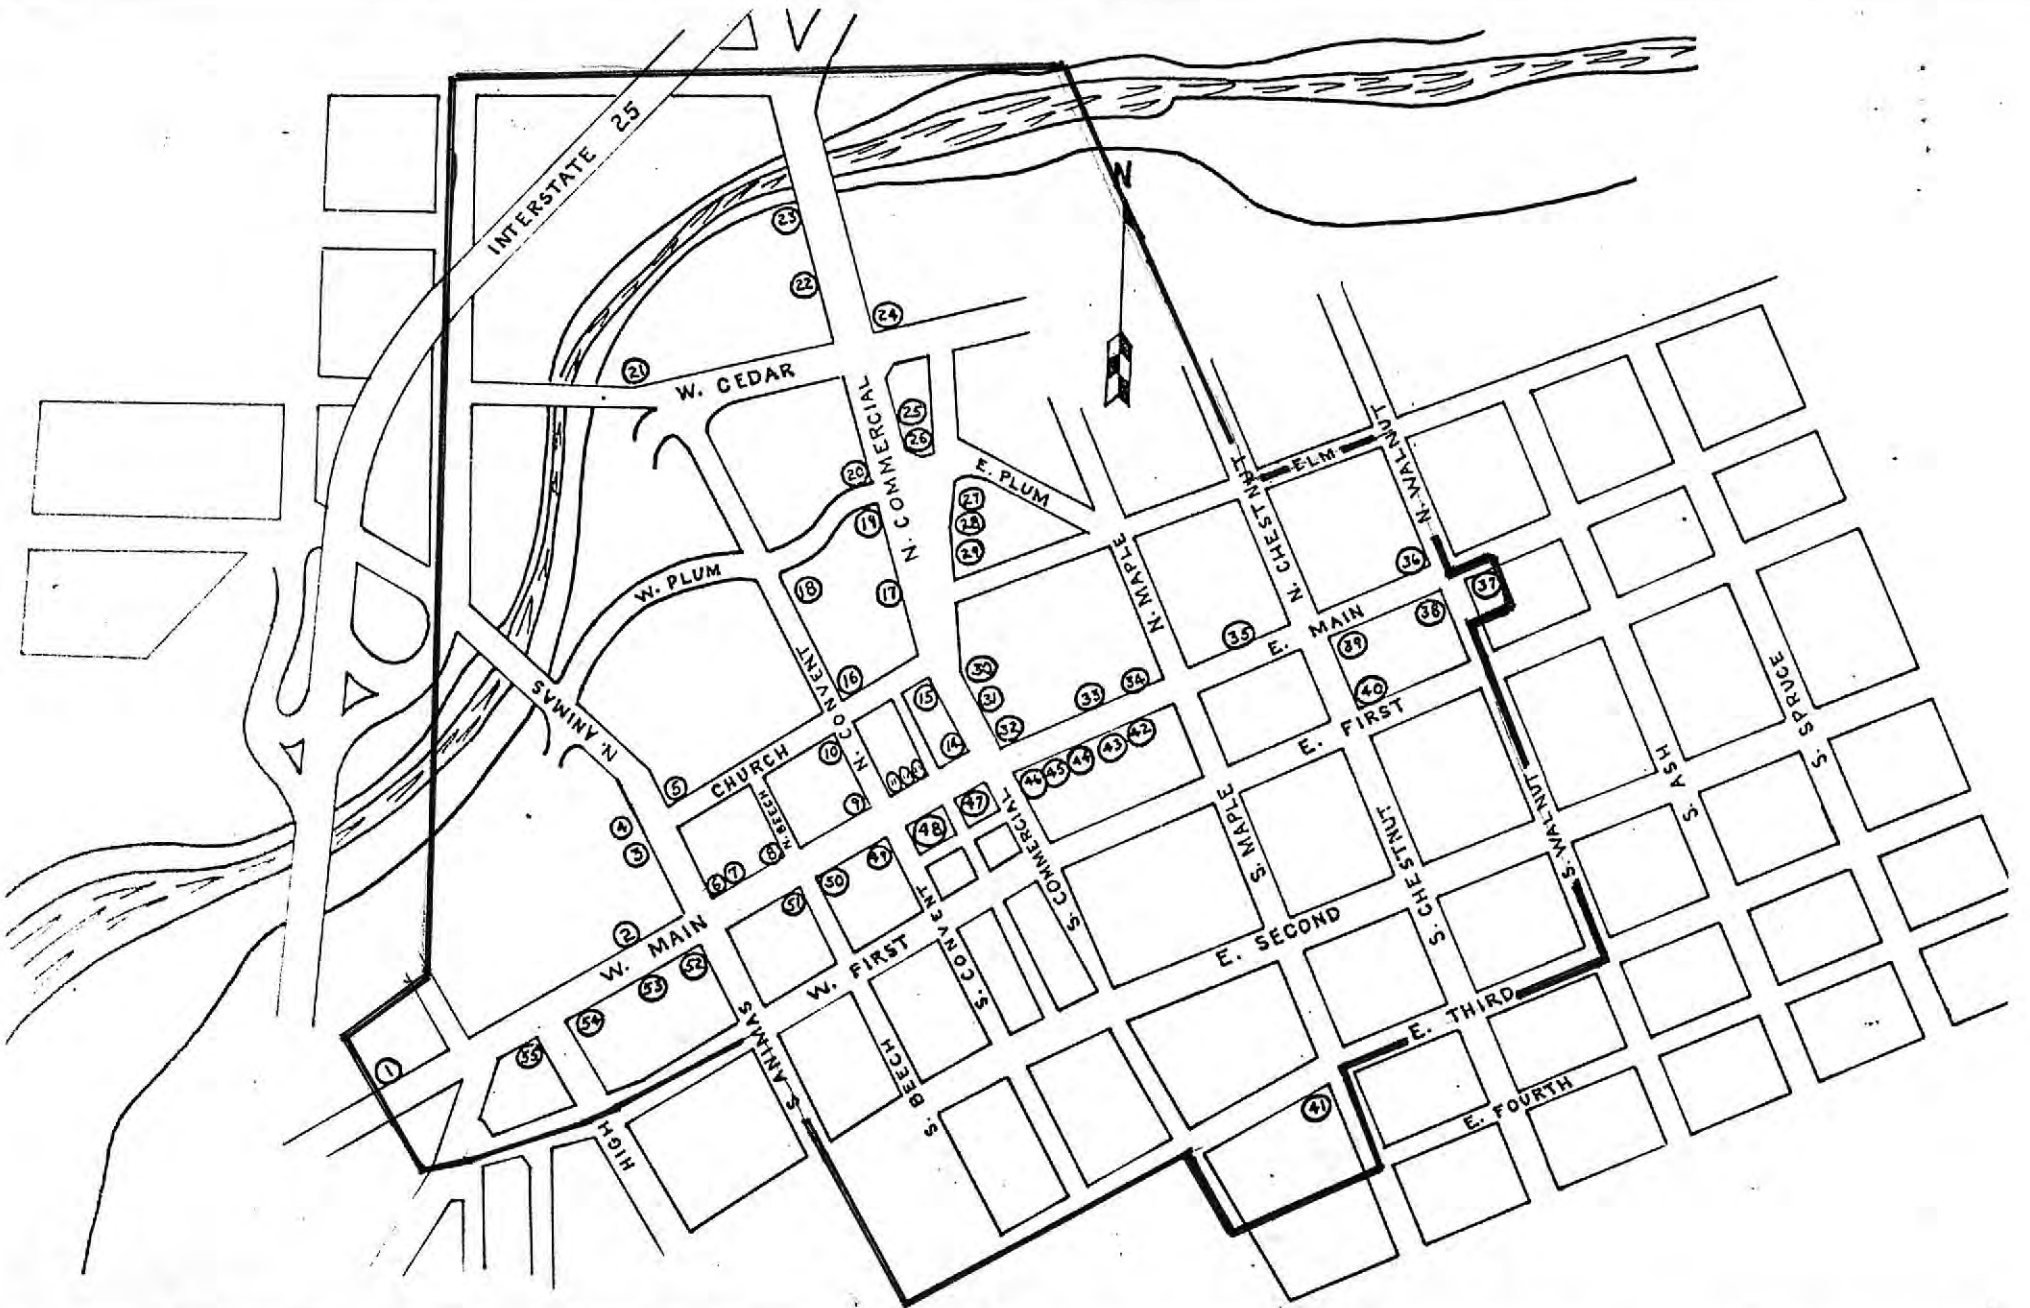 INTERSTATE 25
N
23
22
24
21
W. CEDAR
N. COMMERCIAL
25
26
20
19
E. PLUM
27
28
29
ELM
N. WALNUT
N. CHESTNUT
N. MAPLE
W. PLUM
18
17
36
37
38
39
40
35
E. MAIN
E. FIRST
N. ANIMAS
N. CONVENT
16
15
14
30
31
32
33
34
5
CHURCH
10
9
N. BEECH
8
6
7
4
3
2
W. MAIN
42
43
44
45
46
47
48
49
50
51
52
53
54
55
1
W. FIRST
S. CONVENT
S. COMMERCIAL
S. MAPLE
S. CHESTNUT
S. WALNUT
S. ASH
S. SPRUCE
E. SECOND
E. THIRD
E. FOURTH
41
S. BEECH
S. ANIMAS
HIGH